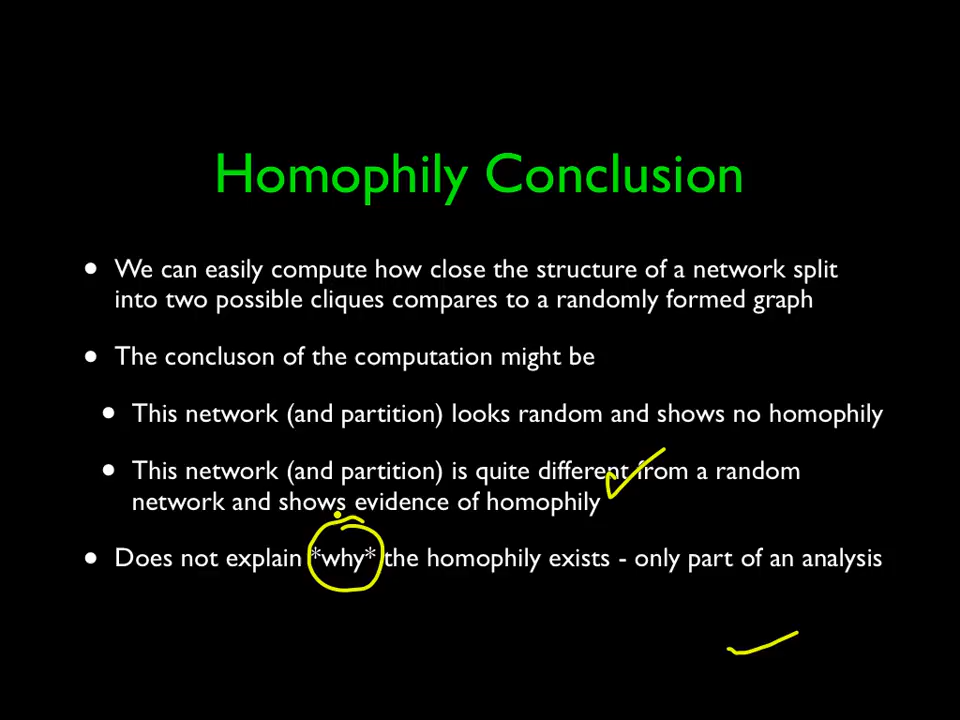 Homophily Conclusion
• We can easily compute how close the structure of a network split
into two possible cliques compares to a randomly formed graph
• The concluson of the computation might be
• This network (and partition) looks random and shows no homophily
• This network (and partition) is quite different from a random
network and shows evidence of homophily
• Does not explain *why* the homophily exists - only part of an analysis